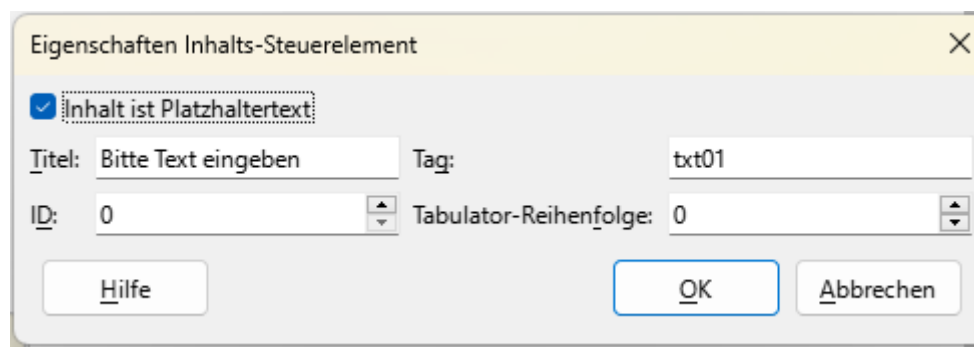 Eigenschaften Inhalts-Steuerelement
Inhalt ist Platzhaltertext
Titel: Bitte Text eingeben Tag: txt01
ID: 0 Tabulator-Reihenfolge: 0
Hilfe OK Abbrechen